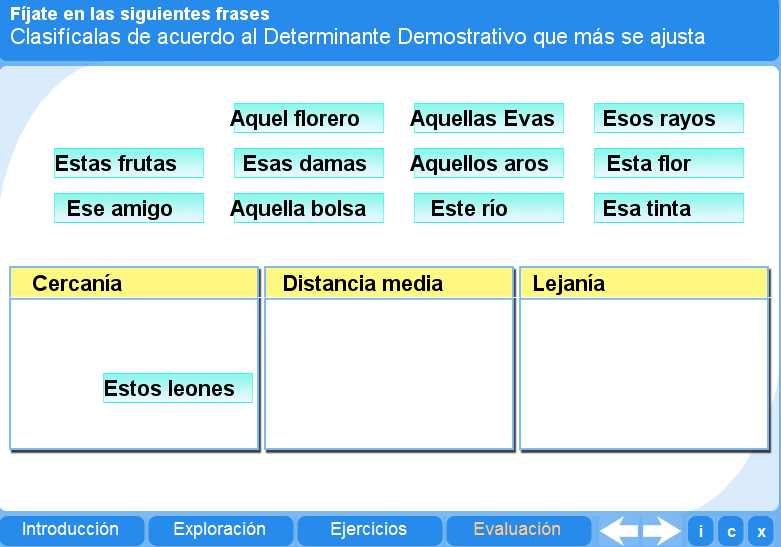 Fíjate en las siguientes frases
Clasifícalas de acuerdo al Determinante Demostrativo que más se ajusta
Aquel florero
Aquellas Evas
Esos rayos
Estas frutas
Esas damas
Aquellos aros
Esta flor
Ese amigo
Aquella bolsa
Este río
Esa tinta
Cercanía
Distancia media
Lejanía
Estos leones
Introducción
Exploración
Ejercicios
Evaluación
i
c
x